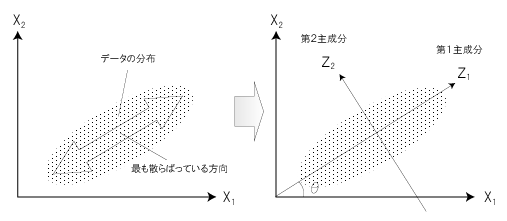 X2
データの分布
最も散らばっている方向
X1
X2
第2主成分
Z2
第1主成分
Z1
θ
X1